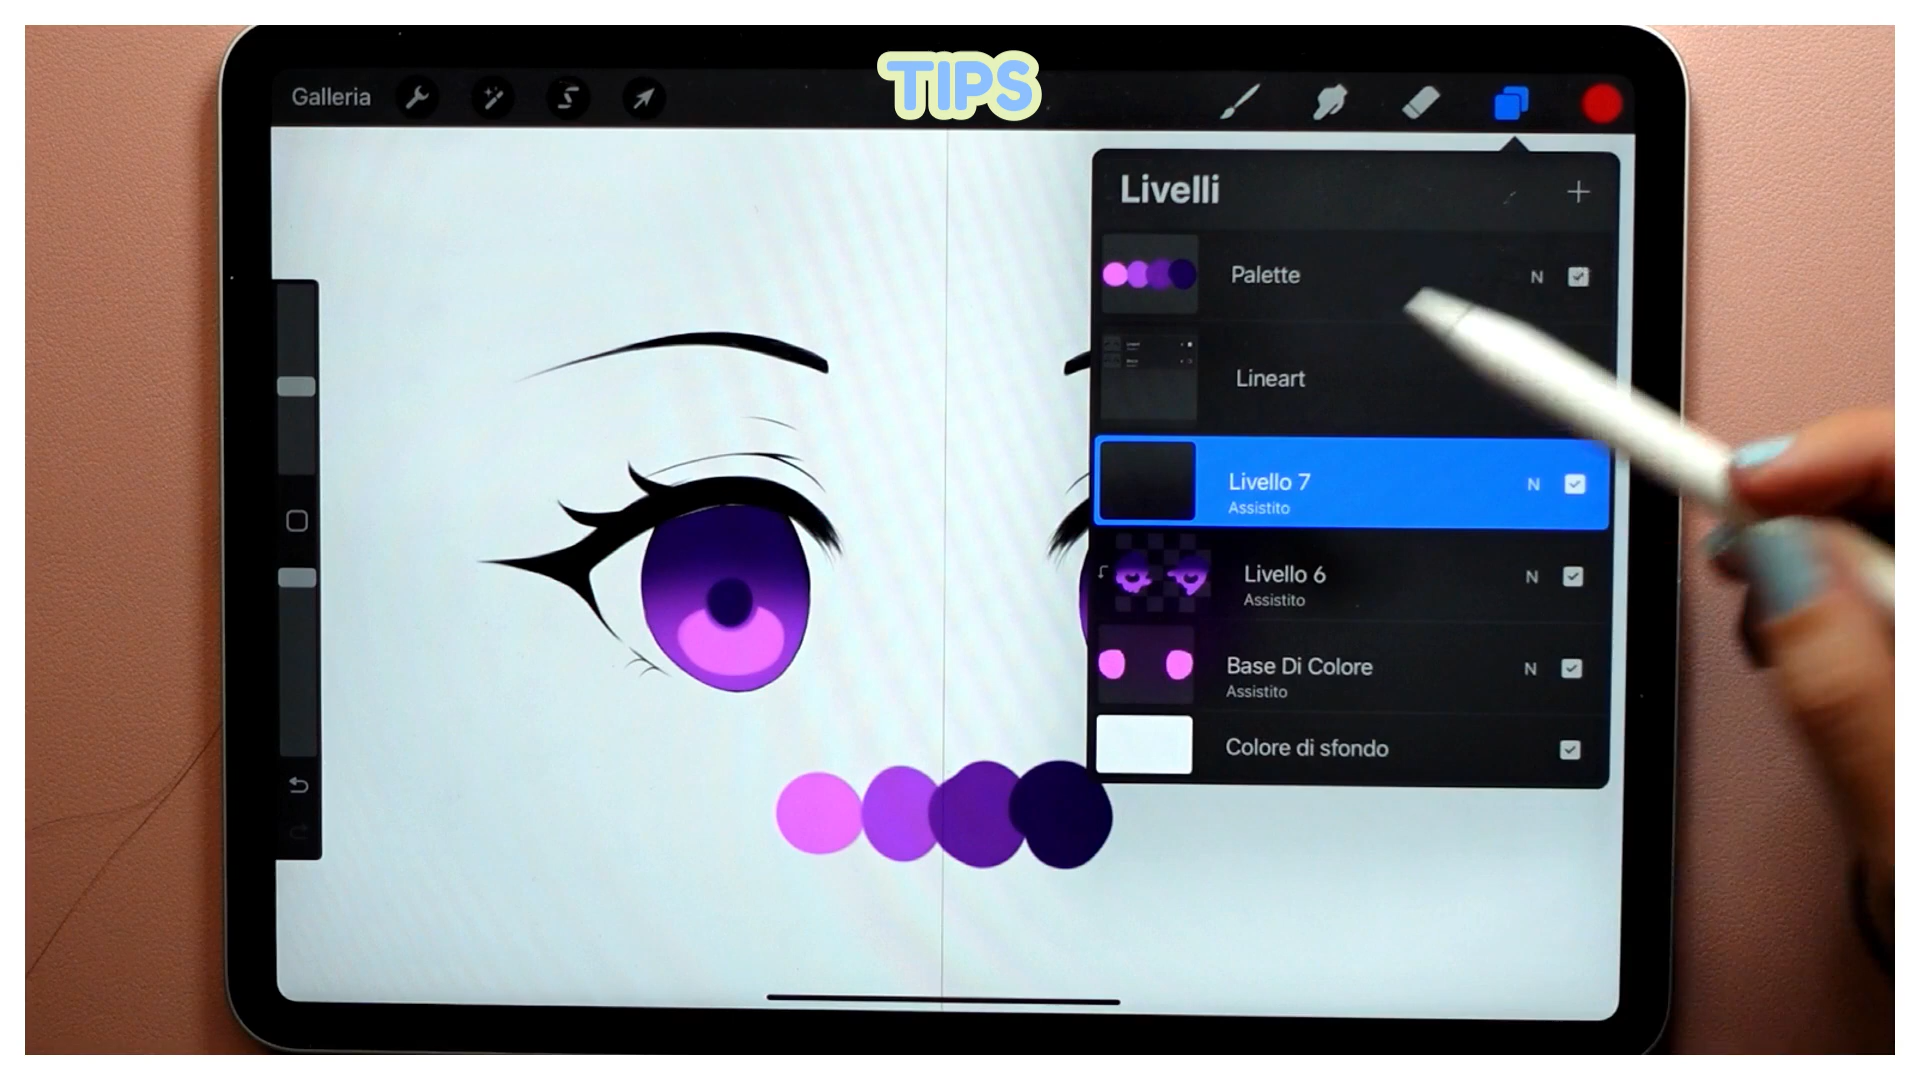 TIPS
Galleria
Livelli
Palette
N
Lineart
Livello 7
N
Assistito
Livello 6
N
Assistito
Base Di Colore
N
Assistito
Colore di sfondo